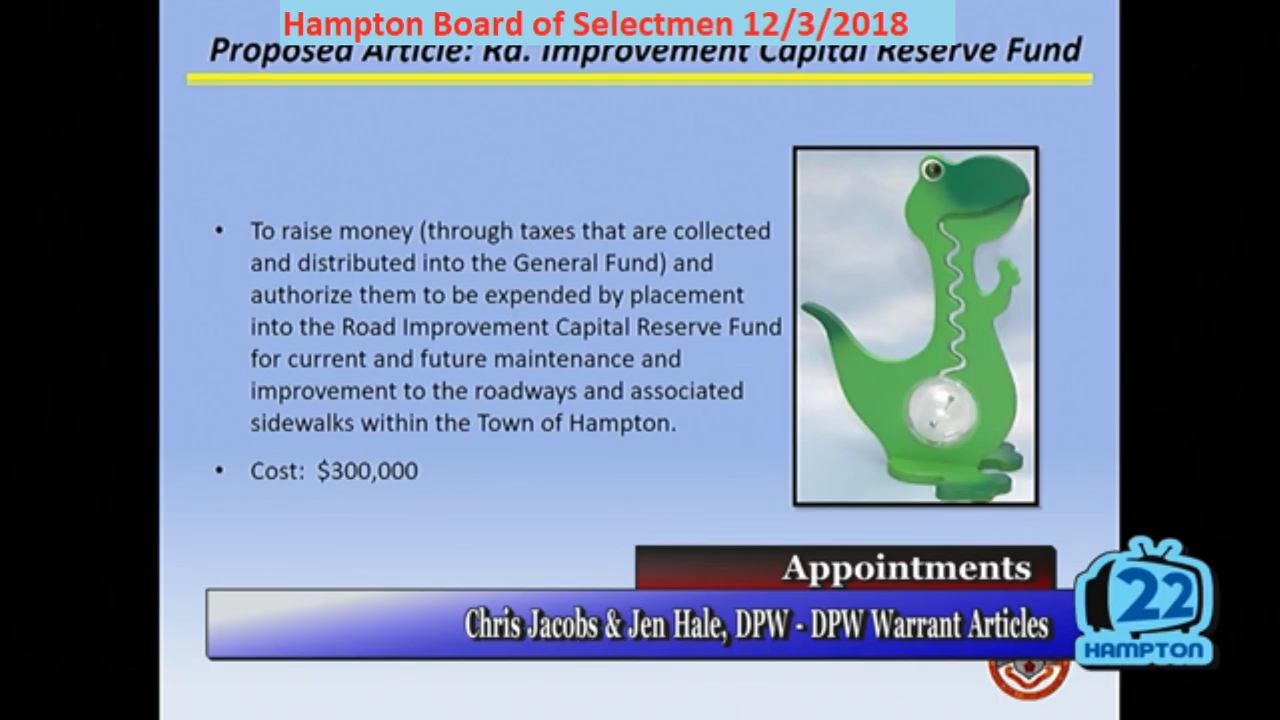 Hampton Board of Selectmen 12/3/2018
Proposed Article: Rd. Improvement Capital Reserve Fund
• To raise money (through taxes that are collected
and distributed into the General Fund) and
authorize them to be expended by placement
into the Road Improvement Capital Reserve Fund
for current and future maintenance and
improvement to the roadways and associated
sidewalks within the Town of Hampton.
• Cost: $300,000
Appointments
Chris Jacobs & Jen Hale, DPW - DPW Warrant Articles
22
HAMPTON